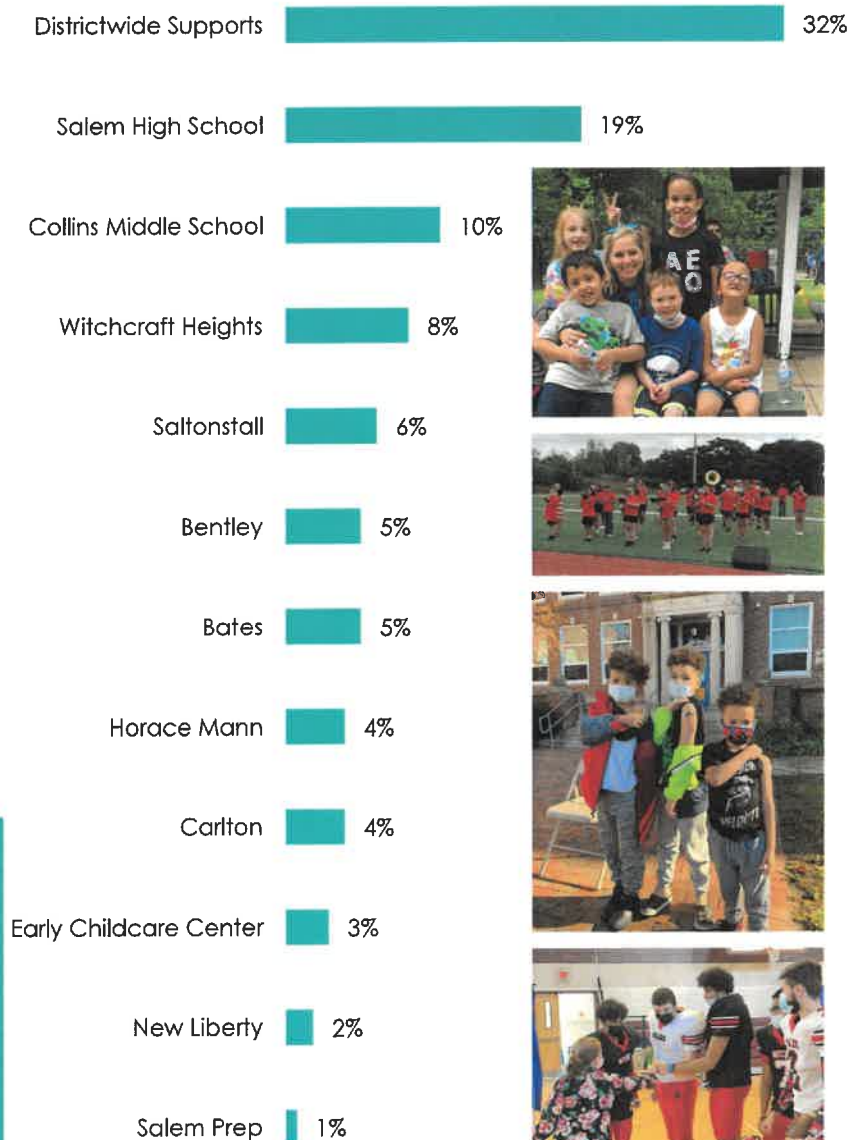 Districtwide Supports 32%
Salem High School 19%
Collins Middle School 10%
Witchcraft Heights 8%
Saltonstall 6%
Bentley 5%
Bates 5%
Horace Mann 4%
Carlton 4%
Early Childcare Center 3%
New Liberty 2%
Salem Prep 1%
AE
O